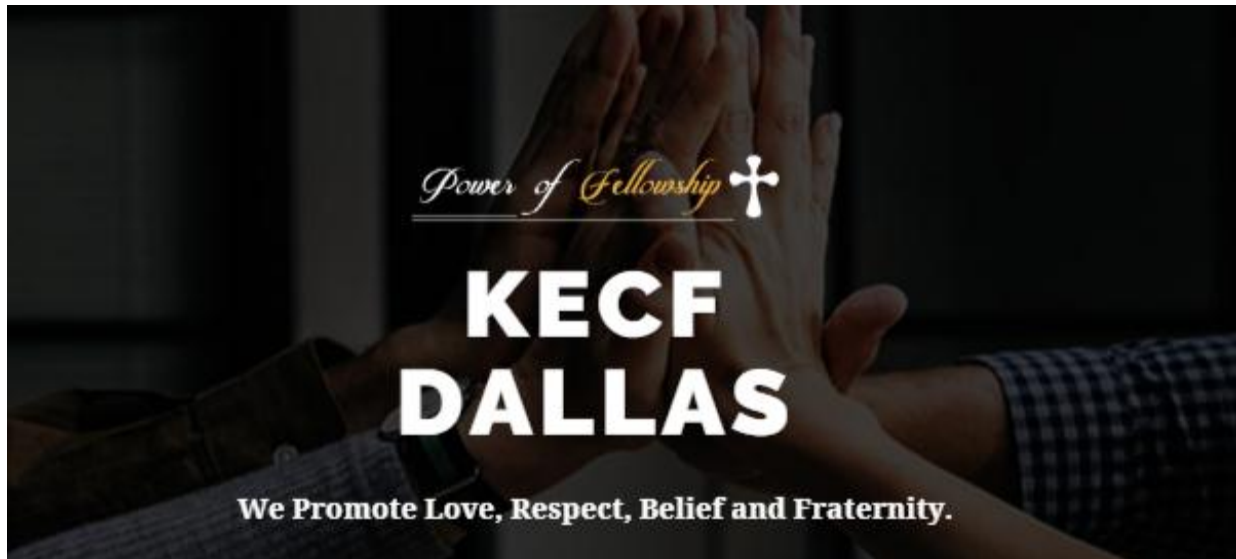 Power of Fellowship
KECF
DALLAS
We Promote Love, Respect, Belief and Fraternity.